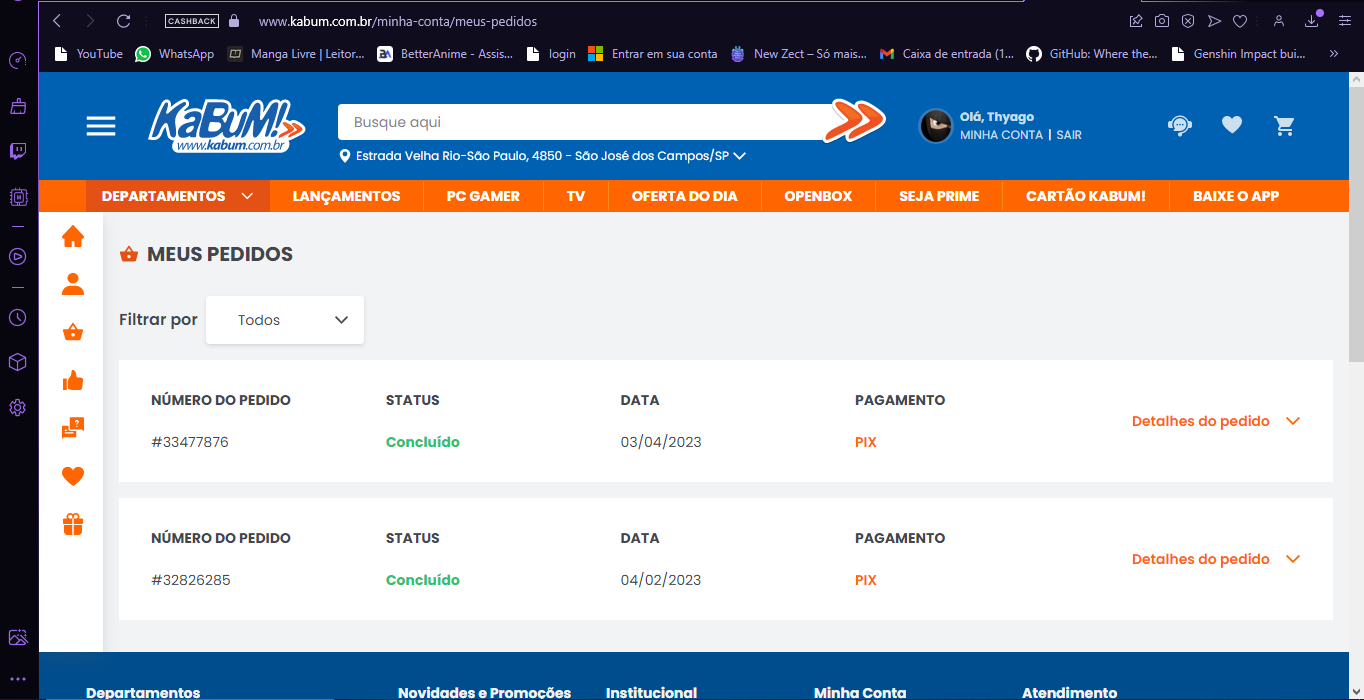 CASHBACK www.kabum.com.br/minha-conta/meus-pedidos
YouTube WhatsApp Manga Livre | Leitor... BA BetterAnime - Assis... login Entrar em sua conta New Zect – Só mais... Caixa de entrada (1... GitHub: Where the... Genshin Impact bui... »
KaBuM!
www.kabum.com.br
Busque aqui
Estrada Velha Rio-São Paulo, 4850 - São José dos Campos/SP
Olá, Thyago
MINHA CONTA | SAIR
DEPARTAMENTOS LANÇAMENTOS PC GAMER TV OFERTA DO DIA OPENBOX SEJA PRIME CARTÃO KABUM! BAIXE O APP
MEUS PEDIDOS
Filtrar por Todos
NÚMERO DO PEDIDO STATUS DATA PAGAMENTO
Detalhes do pedido
#33477876 Concluído 03/04/2023 PIX
NÚMERO DO PEDIDO STATUS DATA PAGAMENTO
Detalhes do pedido
#32826285 Concluído 04/02/2023 PIX
Departamentos Novidades e Promoções Institucional Minha Conta Atendimento